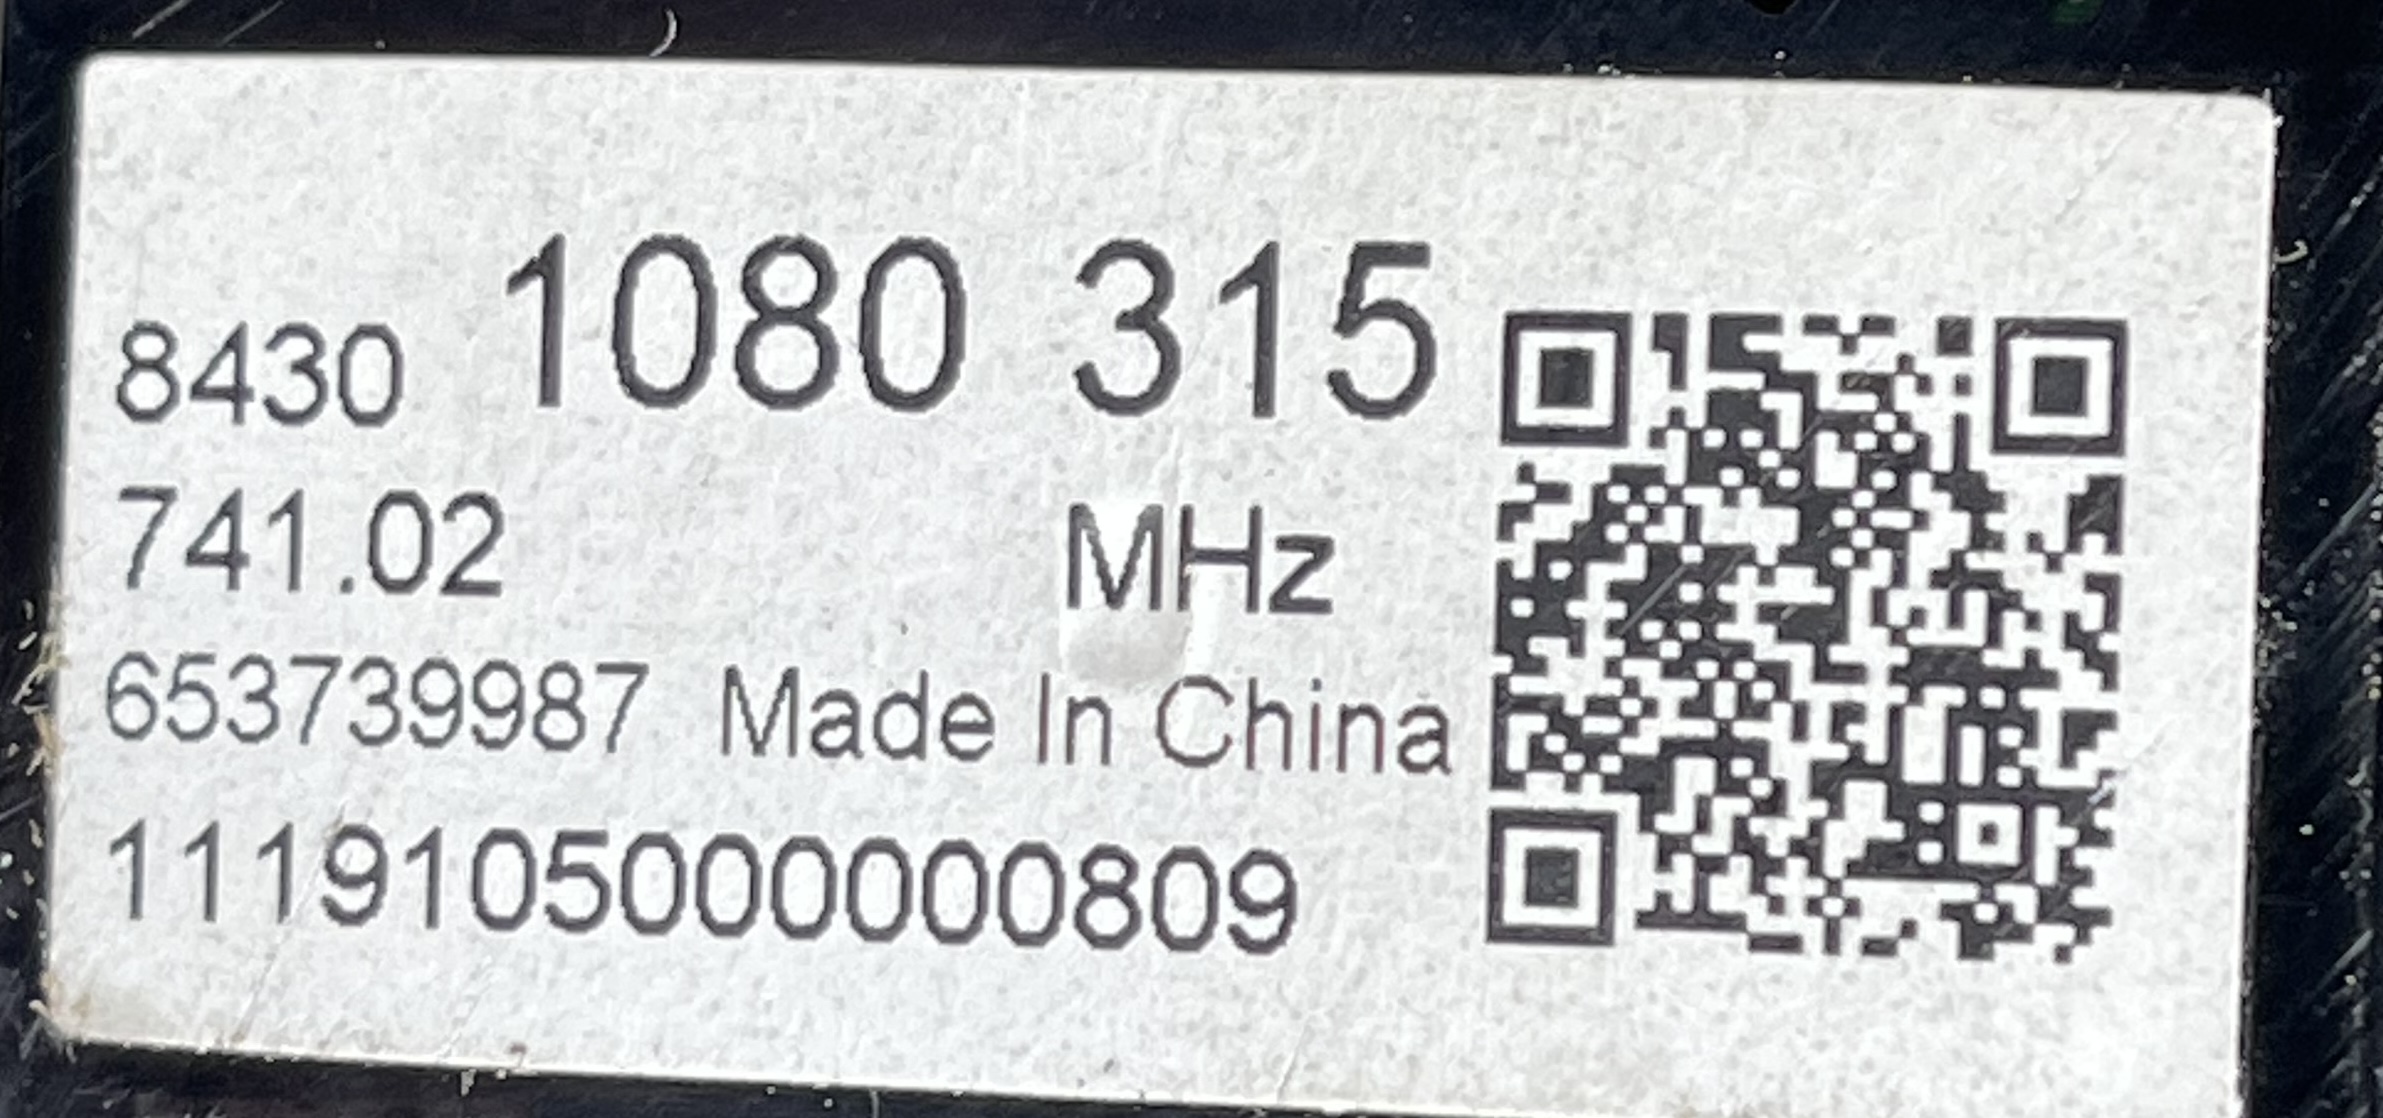 8430 1080 315
741.02 MHz
653739987 Made In China
1119105000000809